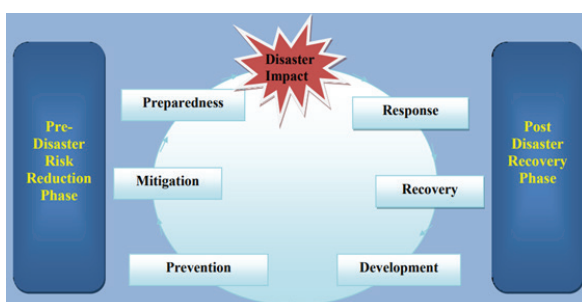 Disaster
Impact
Preparedness
Response
Pre-
Disaster
Risk
Reduction
Phase
Post
Disaster
Recovery
Phase
Mitigation
Recovery
Prevention
Development